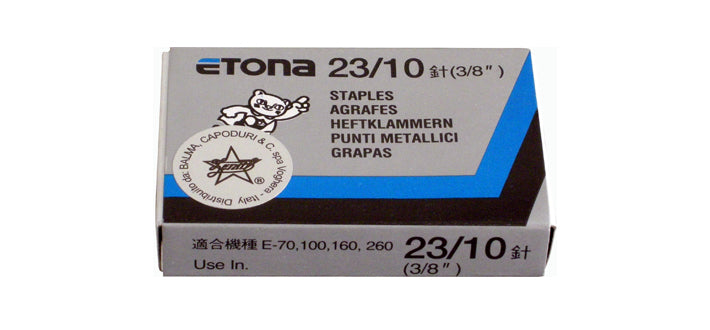 ETONA 23/10 針(3/8")
STAPLES
AGRAFES
HEFTKLAMMERN
PUNTI METALLICI
GRAPAS
Distribuito da: BALMA, CAPODURI & C. sas Voghera - Italy
®
適合機種 E-70,100,160, 260 23/10 針
Use In. (3/8")